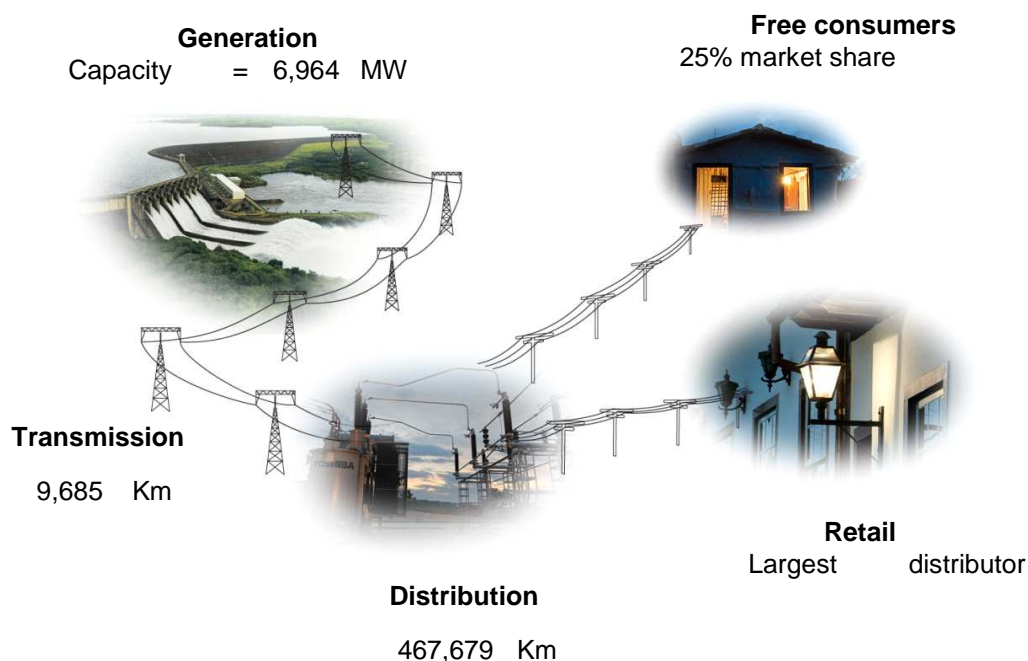 Generation
Capacity = 6,964 MW
Free consumers
25% market share
TOSHIBA
Transmission
9,685 Km
Retail
Largest distributor
Distribution
467,679 Km